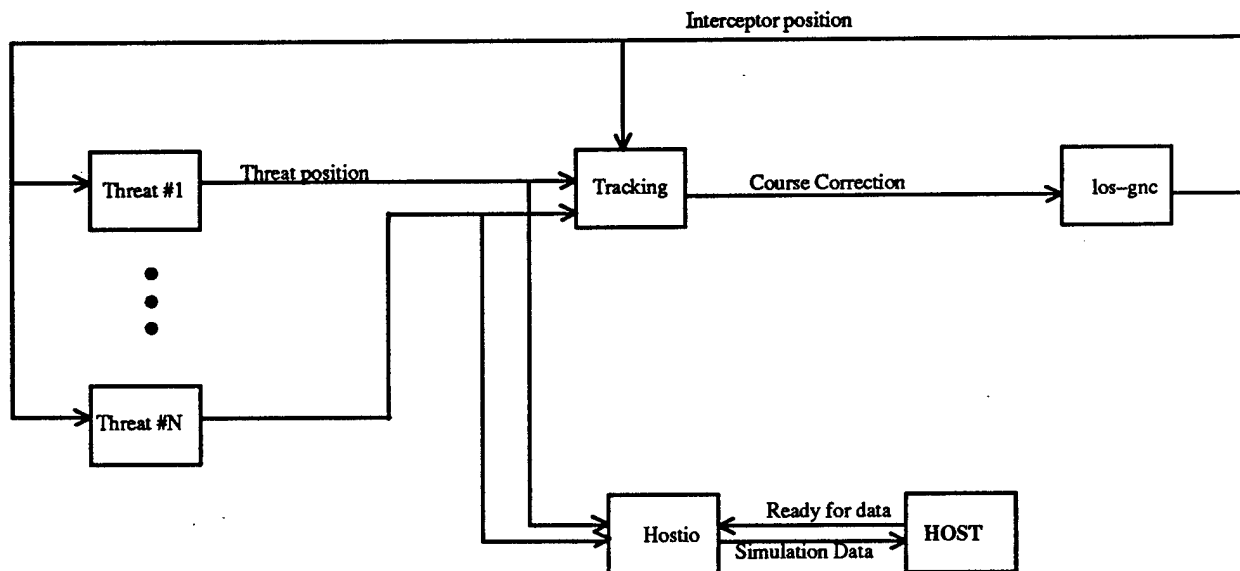 Interceptor position
Threat #1
Threat position
Tracking
Course Correction
los-gnc
Threat #N
Hostio
Ready for data
Simulation Data
HOST